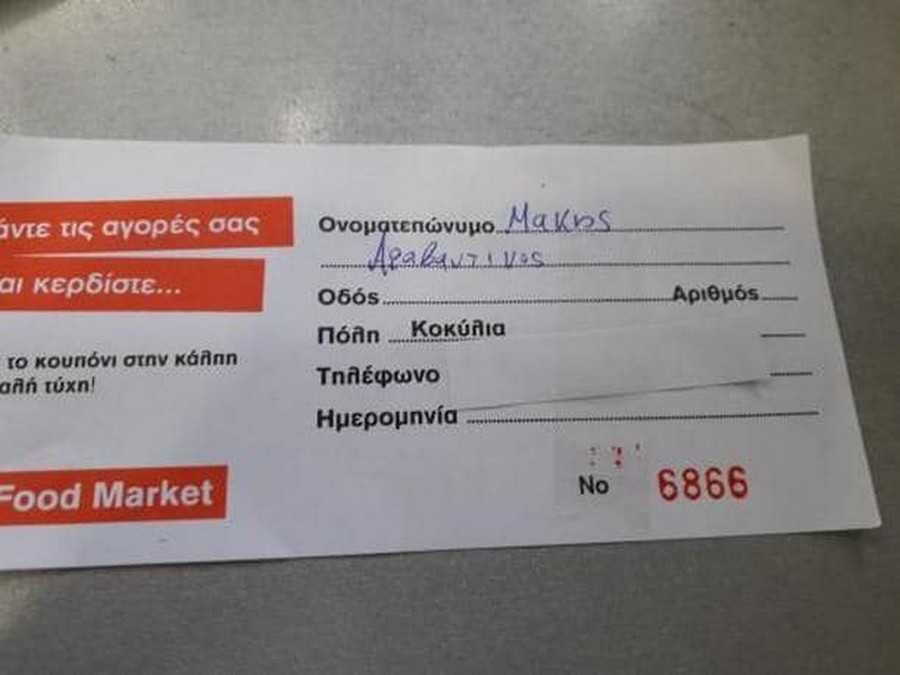 άντε τις αγορές σας
αι κερδίστε...
το κουπόνι στην κάλπη
αλή τύχη!
Food Market
Ονοματεπώνυμο Μακης
Αραβαντινος
Οδός Αριθμός
Πόλη Κοκύλια
Τηλέφωνο
Ημερομηνία
No 6866